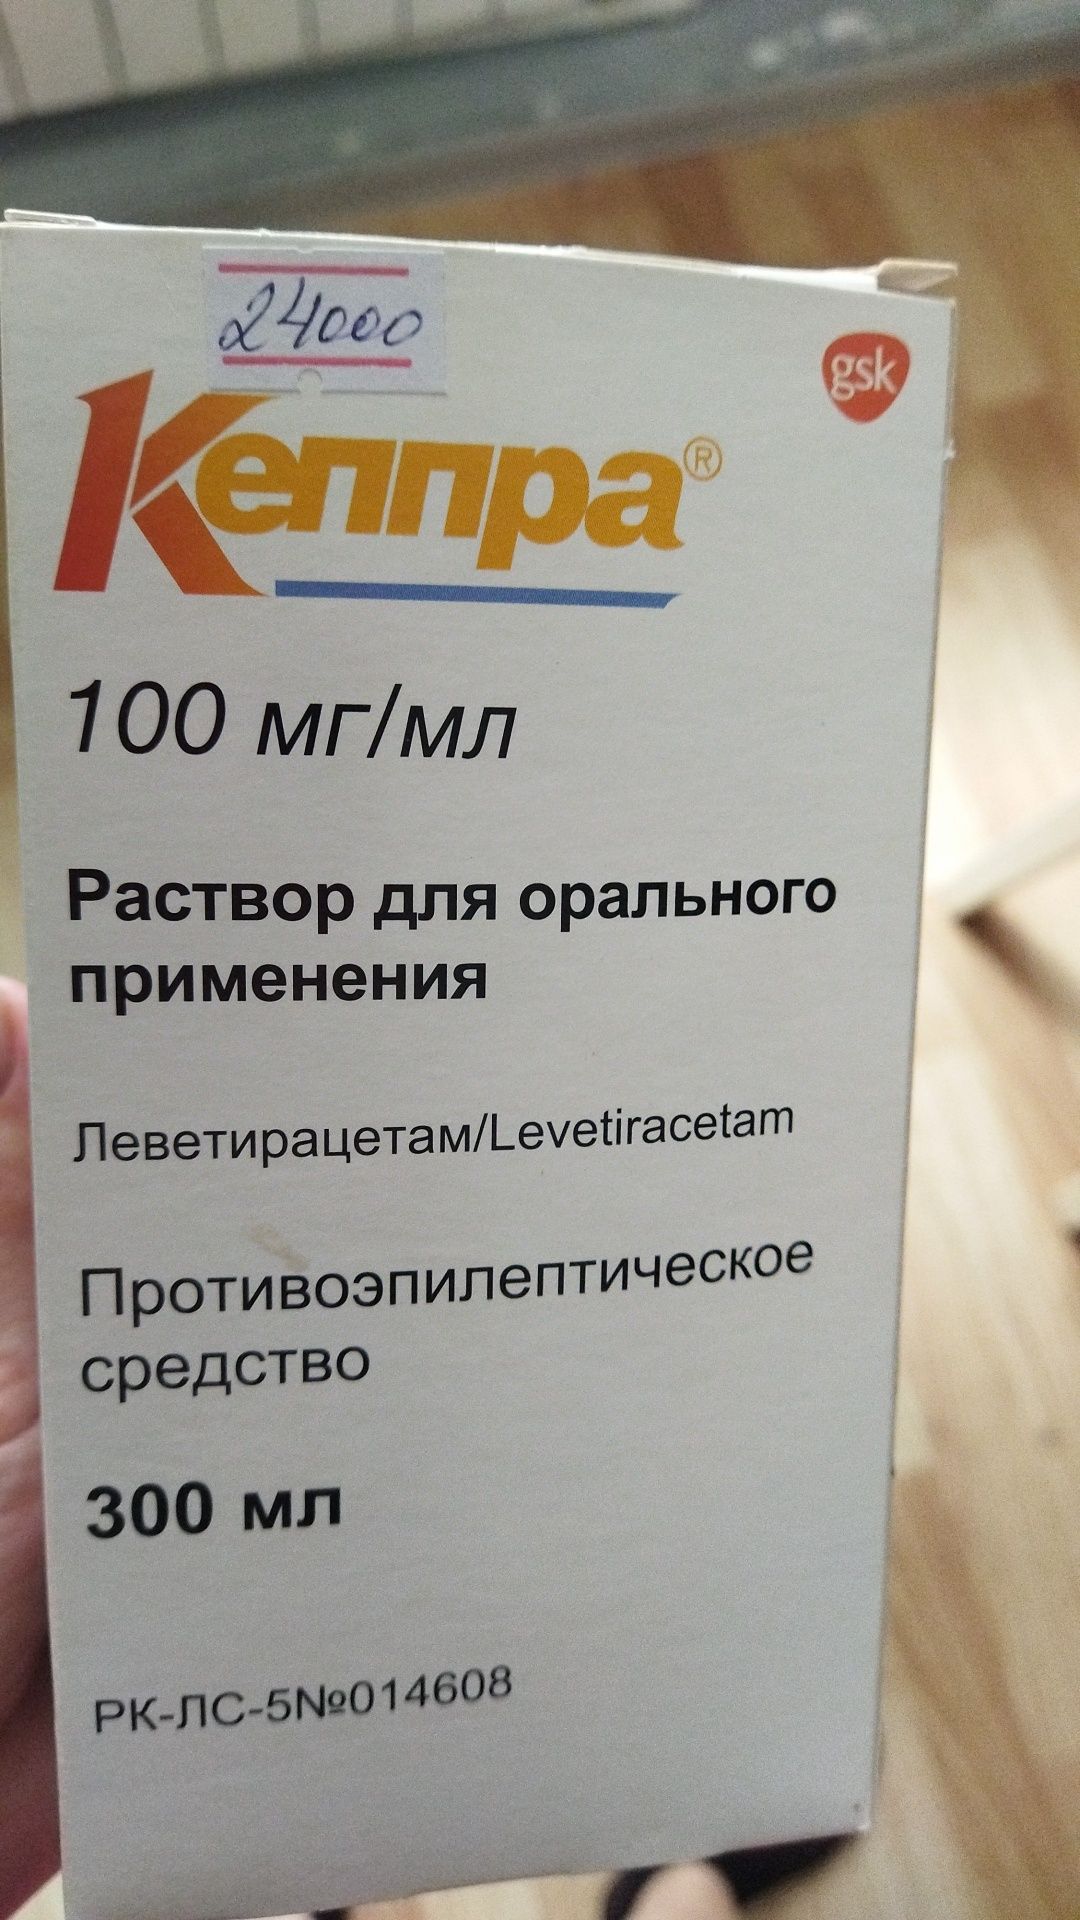 24000
gsk
Кеппра®
100 мг/мл
Раствор для орального
применения
Леветирацетам/Levetiracetam
Противоэпилептическое
средство
300 мл
РК-ЛС-5№014608